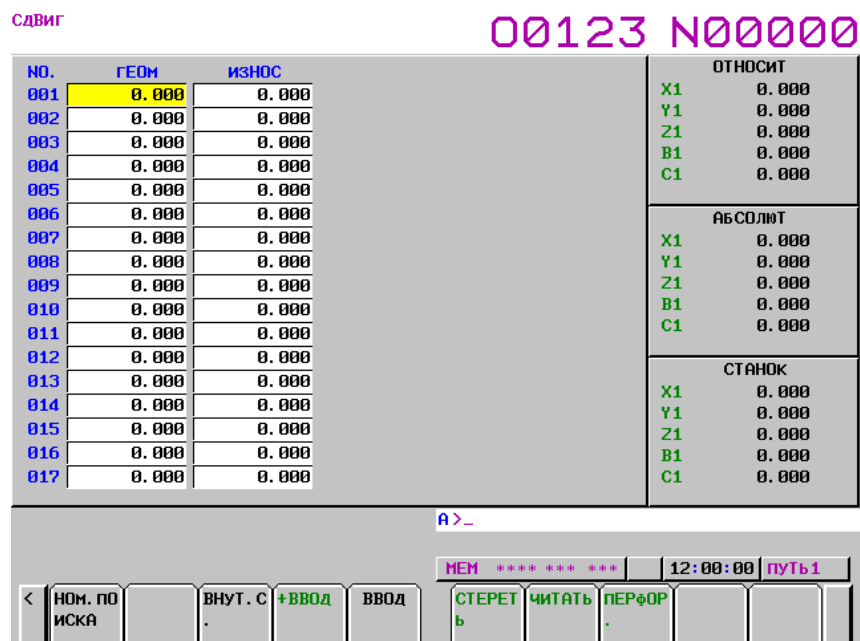 СдВиг
O0123 N00000
NO. гЕОм изНОС
001 0.000 0.000
002 0.000 0.000
003 0.000 0.000
004 0.000 0.000
005 0.000 0.000
006 0.000 0.000
007 0.000 0.000
008 0.000 0.000
009 0.000 0.000
010 0.000 0.000
011 0.000 0.000
012 0.000 0.000
013 0.000 0.000
014 0.000 0.000
015 0.000 0.000
016 0.000 0.000
017 0.000 0.000
ОТНОСиТ
X1 0.000
Y1 0.000
Z1 0.000
B1 0.000
C1 0.000
АБСОлюТ
X1 0.000
Y1 0.000
Z1 0.000
B1 0.000
C1 0.000
СТАНОк
X1 0.000
Y1 0.000
Z1 0.000
B1 0.000
C1 0.000
A>_
MEM **** *** *** 12:00:00 пУТЬ1
< НОм.пО
иСкА
ВНУТ.С
.
+ВВОд
ВВОд
СТЕРЕТ
Ь
чиТАТЬ
пЕРфОР
.